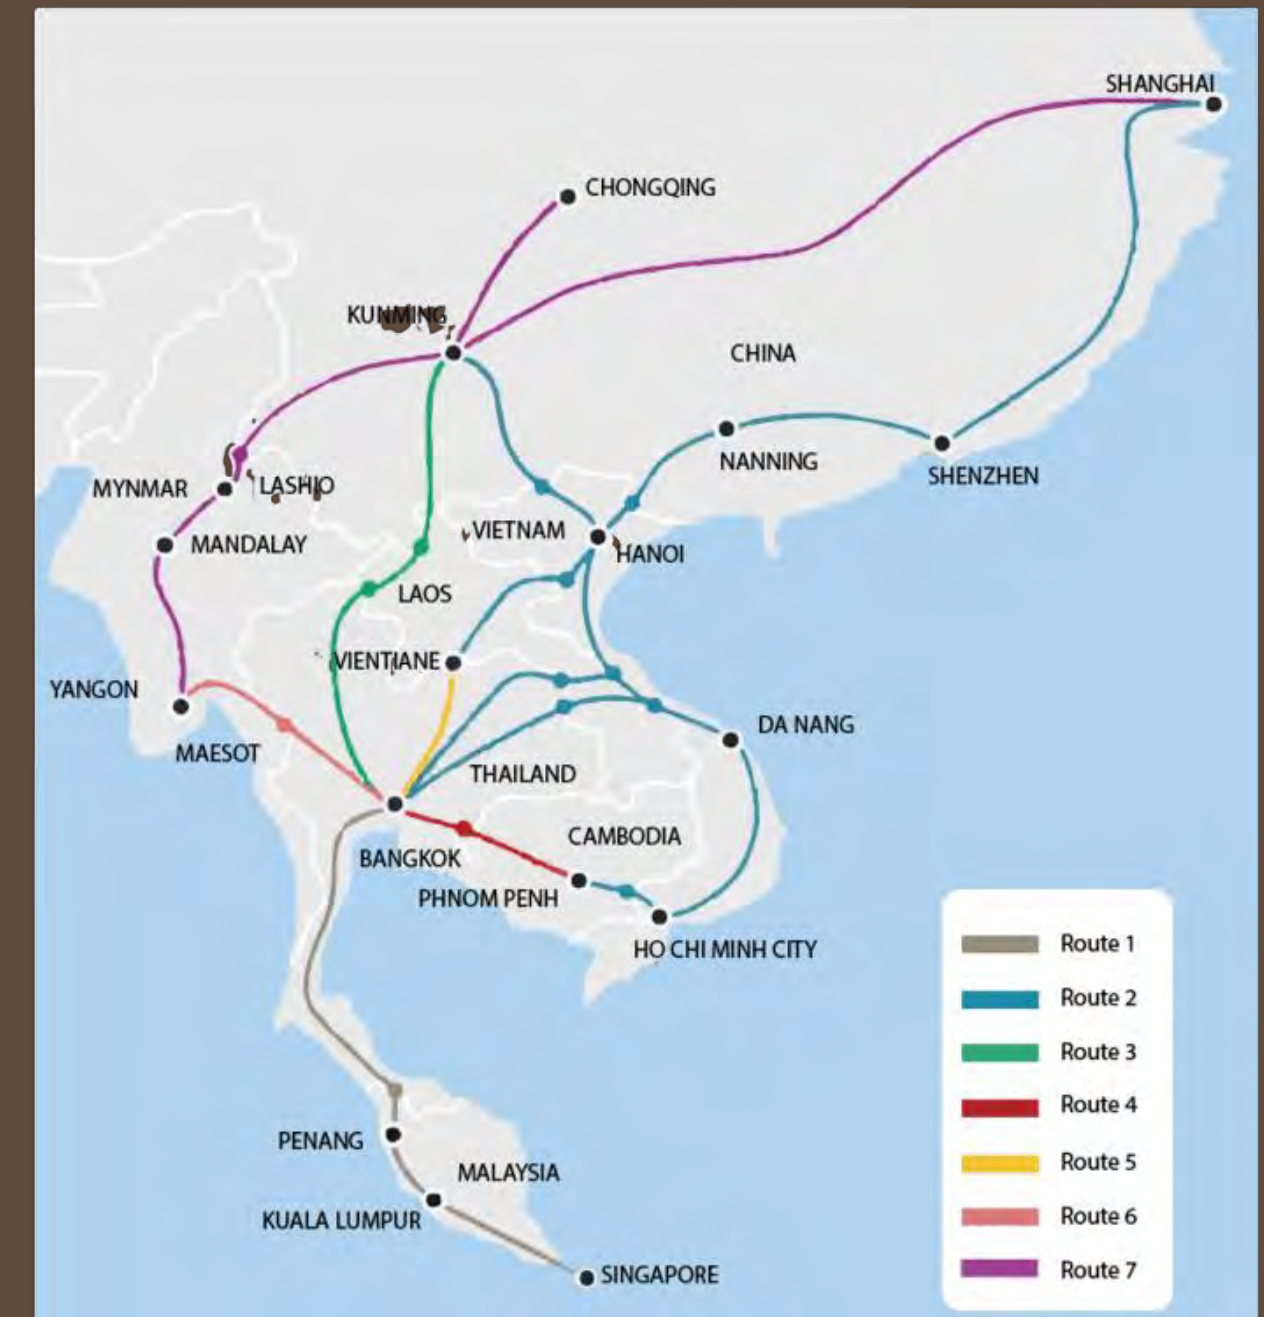 SHANGHAI
CHONGQING
KUNMING
CHINA
NANNING
SHENZHEN
MYNMAR
LASHIO
VIETNAM
HANOI
MANDALAY
LAOS
VIENTIANE
YANGON
MAESOT
DA NANG
THAILAND
CAMBODIA
BANGKOK
PHNOM PENH
HO CHI MINH CITY
PENANG
MALAYSIA
KUALA LUMPUR
SINGAPORE
Route 1
Route 2
Route 3
Route 4
Route 5
Route 6
Route 7